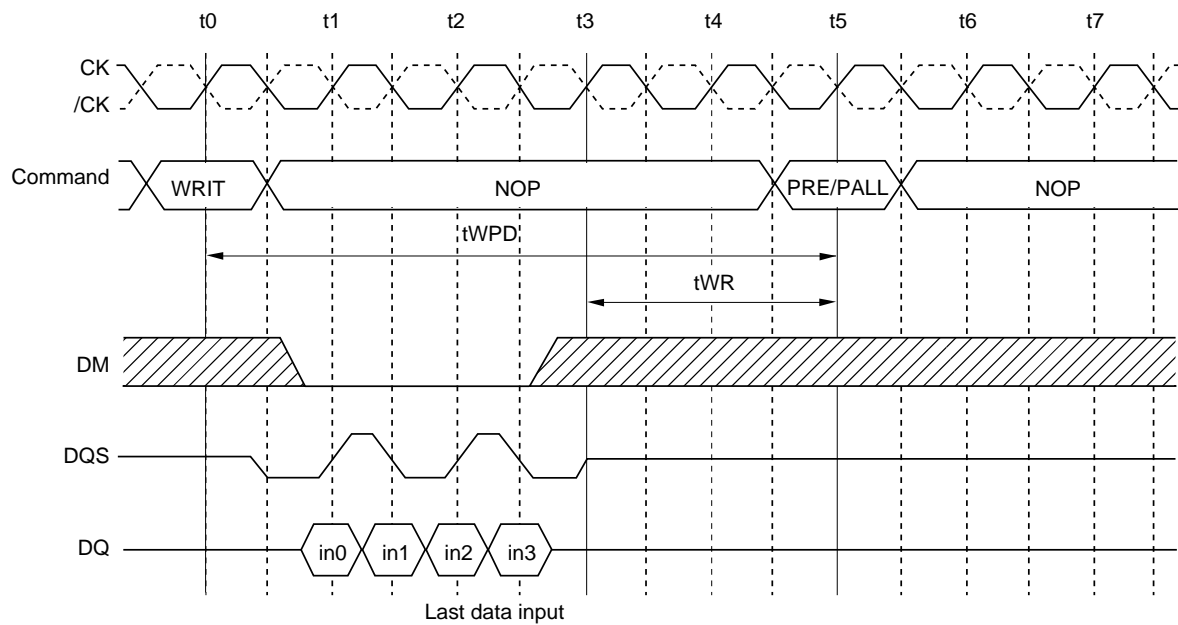 t0 t1 t2 t3 t4 t5 t6 t7
CK
/CK
Command WRIT NOP PRE/PALL NOP
tWPD
tWR
DM
DQS
DQ in0 in1 in2 in3
Last data input